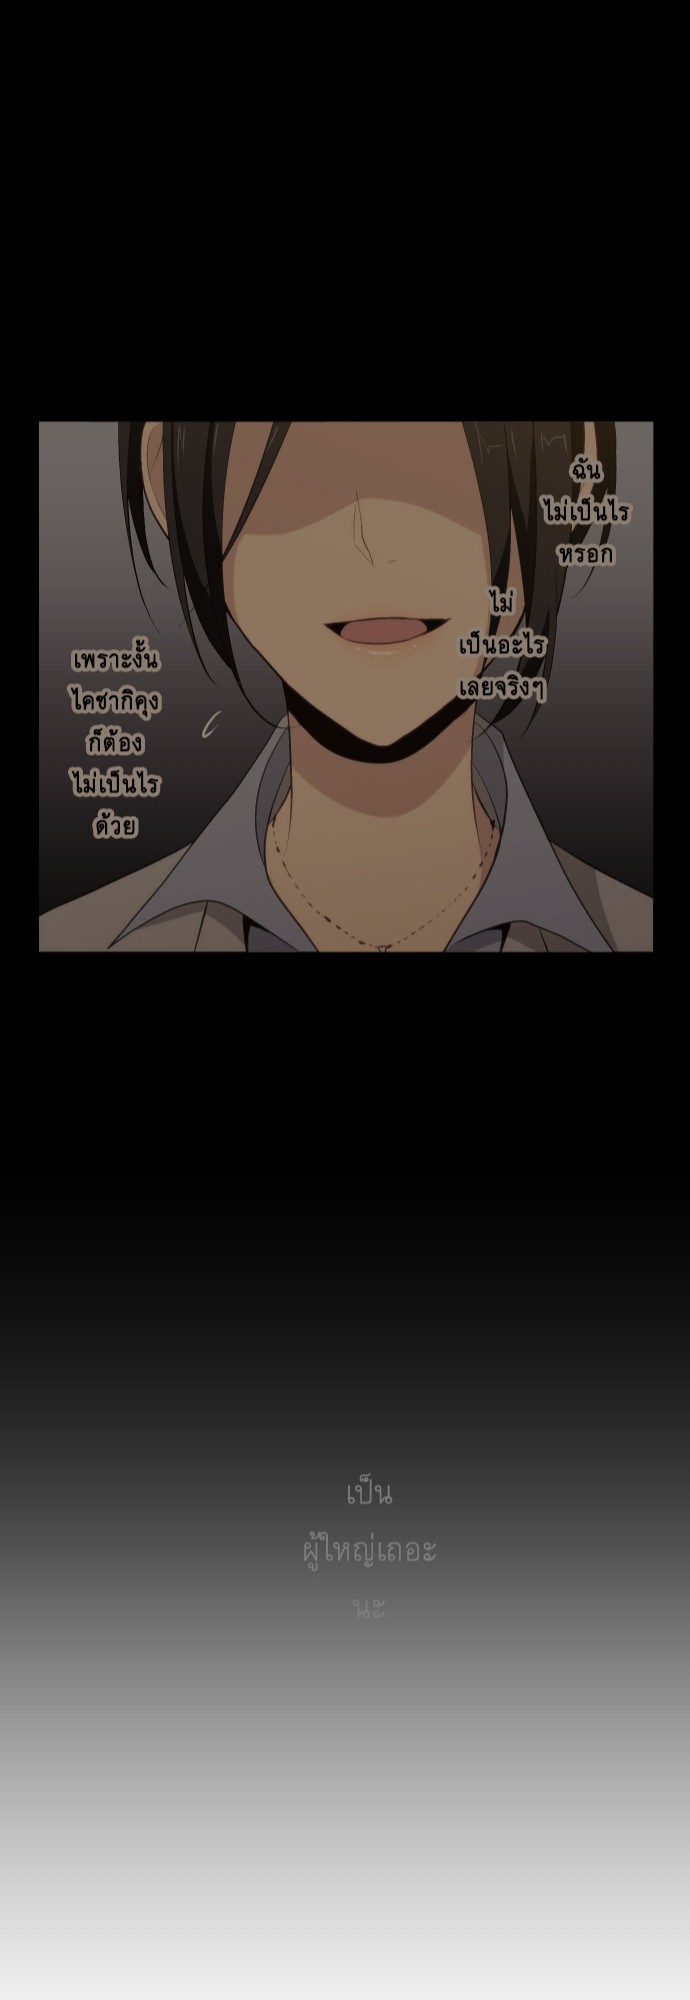 ฉัน
ไม่เป็นไร
หรอก
ไม่
เป็นอะไร
เลยจริงๆ
เพราะงั้น
ไคซากิคุง
ก็ต้อง
ไม่เป็นไร
ด้วย
เป็น
ผู้ใหญ่เถอะ
นะ